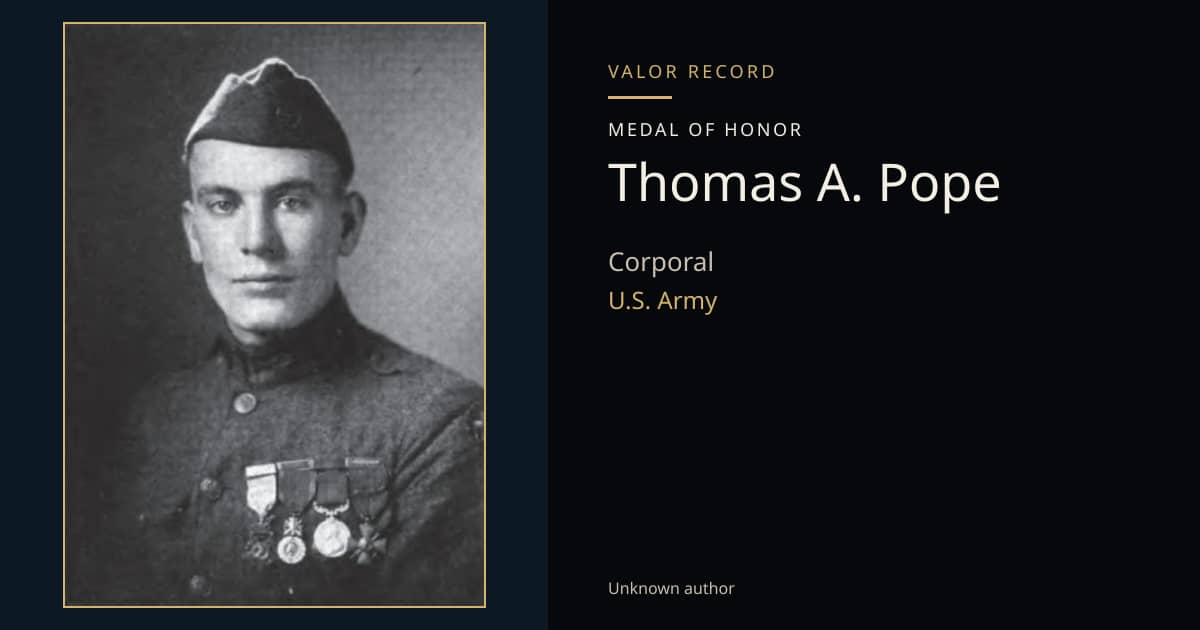 VALOR RECORD
MEDAL OF HONOR
Thomas A. Pope
Corporal
U.S. Army
Unknown author